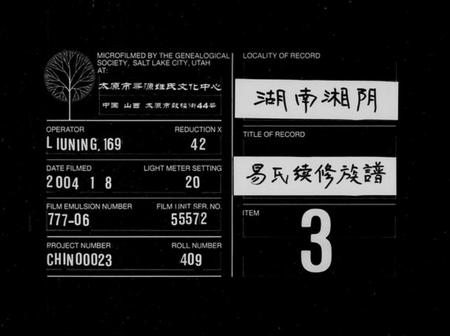 MICROFILMED BY THE GENEALOGICAL
SOCIETY, SALT LAKE CITY, UTAH
AT:
太原市寻源姓氏文化中心
中国 山西 太原市鼓楼街44号
OPERATOR
REDUCTION X
LIUNING.169
42
DATE FILMED
LIGHT METER SETTING
2004 1 8
20
FILM EMULSION NUMBER
FILM UNIT SER. NO.
777-06
55572
PROJECT NUMBER
ROLL NUMBER
CHIN00023
409
LOCALITY OF RECORD
湖南湘阴
TITLE OF RECORD
易氏续修族譜
ITEM
3